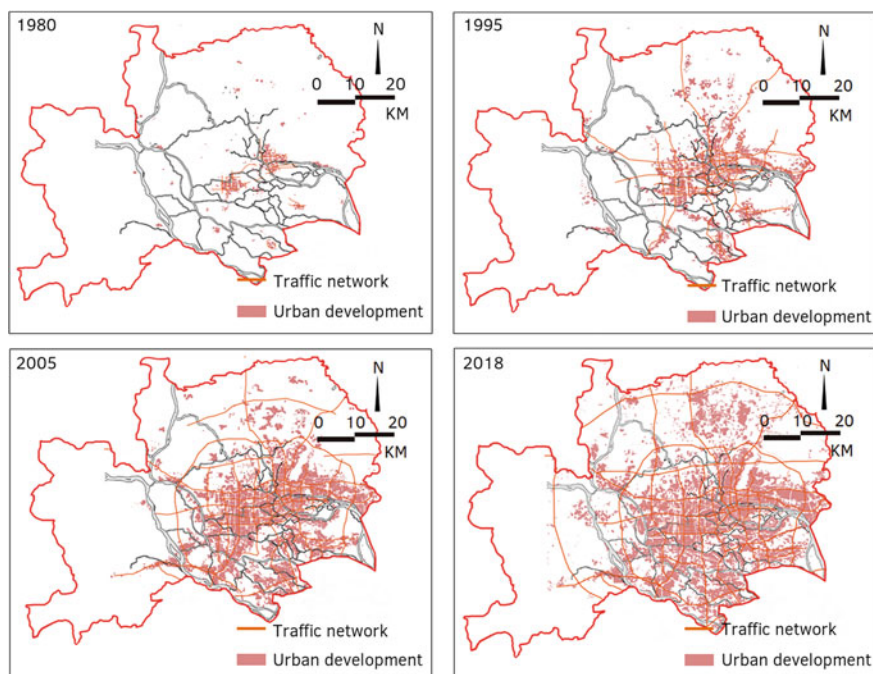 1980
N
0 10 20
KM
Traffic network
Urban development
1995
N
0 10 20
KM
Traffic network
Urban development
2005
N
0 10 20
KM
Traffic network
Urban development
2018
N
0 10 20
KM
Traffic network
Urban development